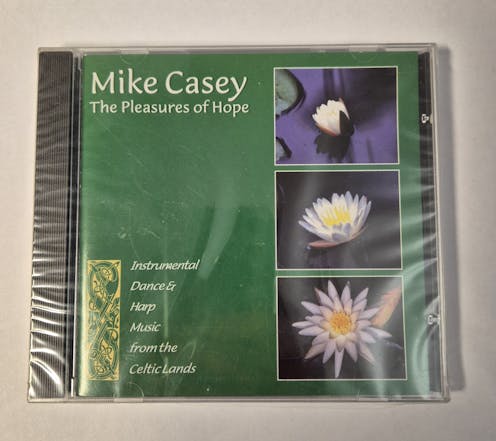 Mike Casey
The Pleasures of Hope
Instrumental
Dance &
Harp
Music
from the
Celtic Lands